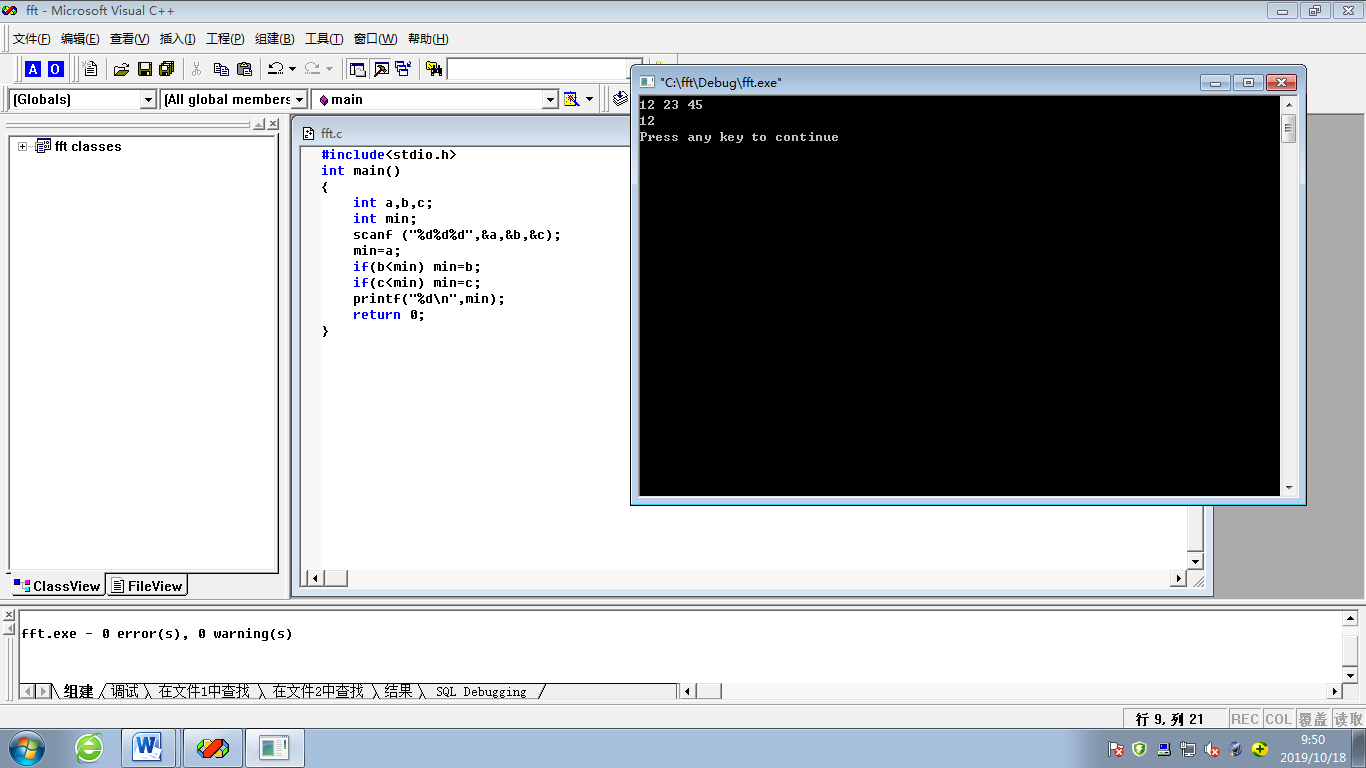 fft - Microsoft Visual C++
文件(F) 编辑(E) 查看(V) 插入(I) 工程(P) 组建(B) 工具(T) 窗口(W) 帮助(H)
A O
(Globals) (All global members main
fft classes
ClassView FileView
fft.c
#include<stdio.h>
int main()
{
int a,b,c;
int min;
scanf ("%d%d%d",&a,&b,&c);
min=a;
if(b<min) min=b;
if(c<min) min=c;
printf("%d\n",min);
return 0;
}
"C:\fft\Debug\fft.exe"
12 23 45
12
Press any key to continue
fft.exe - 0 error(s), 0 warning(s)
组建 调试 在文件1中查找 在文件2中查找 结果 SQL Debugging
行 9, 列 21 REC COL 覆盖 读取
W
9:50
2019/10/18